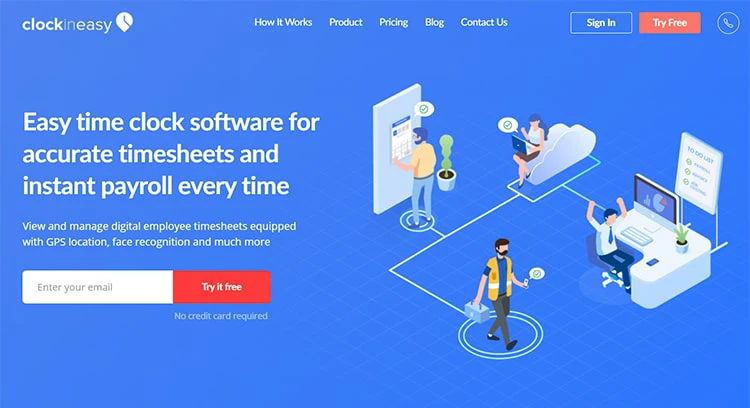 clockineasy
How It Works Product Pricing Blog Contact Us Sign In Try Free
Easy time clock software for
accurate timesheets and
instant payroll every time
View and manage digital employee timesheets equipped
with GPS location, face recognition and much more
Enter your email Try it free
No credit card required
TO DO LIST